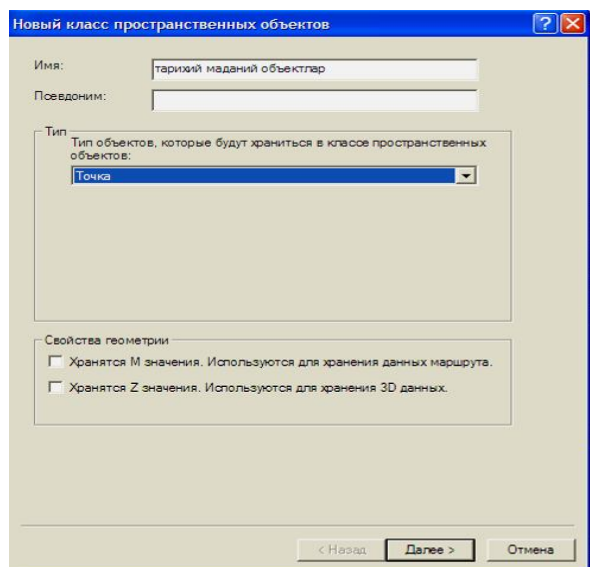 Новый класс пространственных объектов
Имя:
тарихий маданий объектлар
Псевдоним:
Тип
Тип объектов, которые будут храниться в классе пространственных
объектов:
Точка
Свойства геометрии
Хранятся M значения. Используются для хранения данных маршрута.
Хранятся Z значения. Используются для хранения 3D данных.
< Назад
Далее >
Отмена